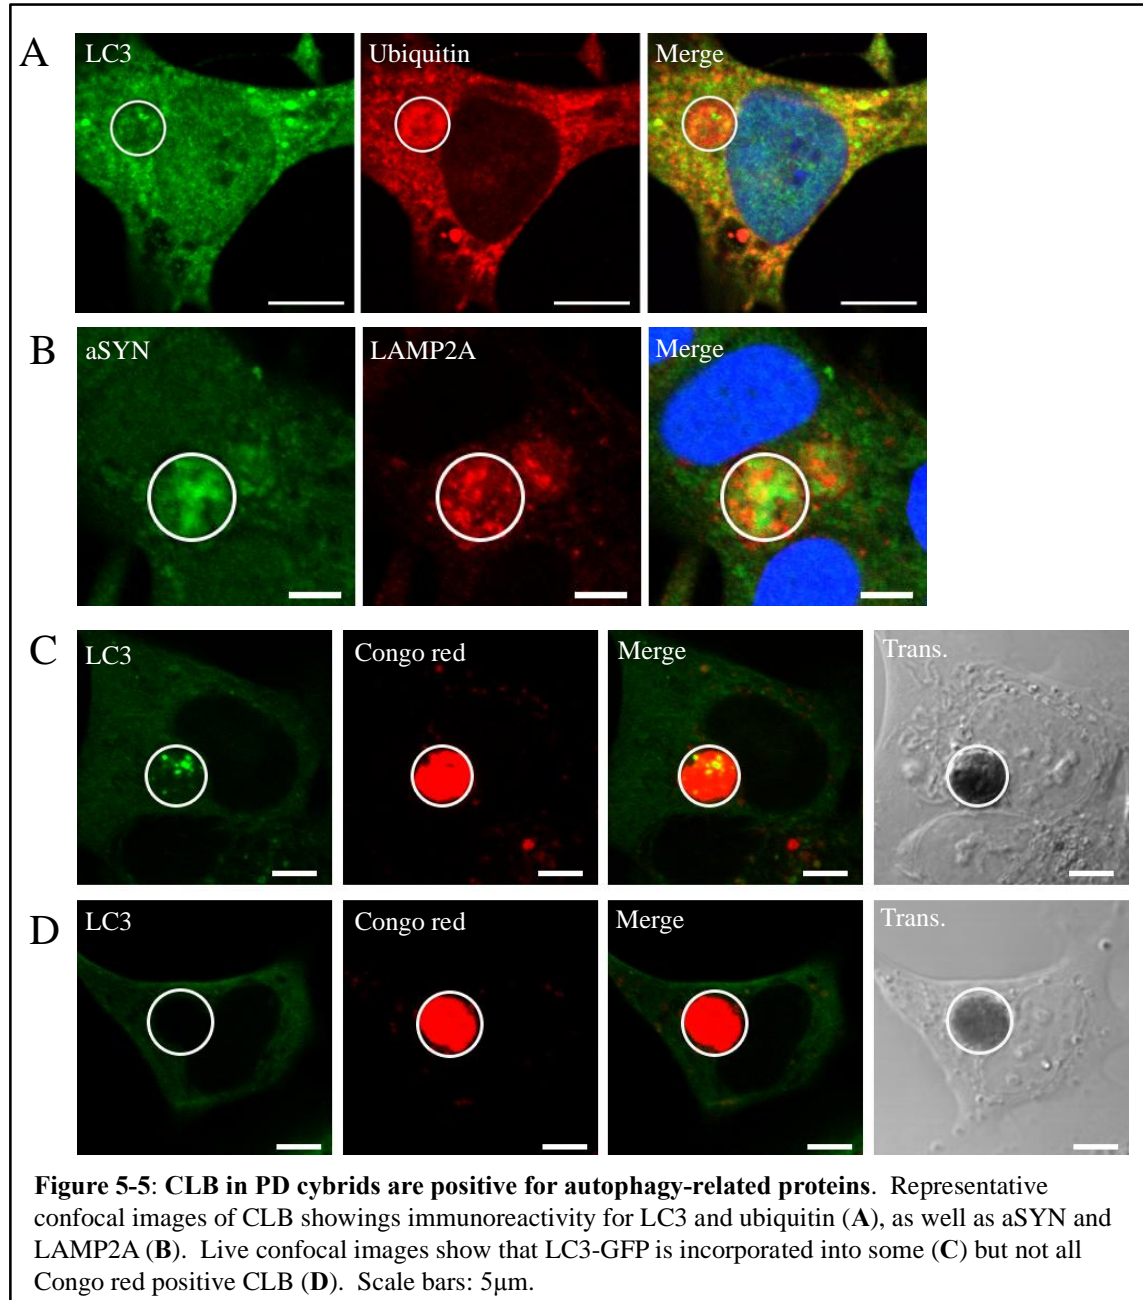 A
LC3
Ubiquitin
Merge
B
aSYN
LAMP2A
Merge
C
LC3
Congo red
Merge
Trans.
D
LC3
Congo red
Merge
Trans.
Figure 5-5: CLB in PD cybrids are positive for autophagy-related proteins. Representative
confocal images of CLB showings immunoreactivity for LC3 and ubiquitin (A), as well as aSYN and
LAMP2A (B). Live confocal images show that LC3-GFP is incorporated into some (C) but not all
Congo red positive CLB (D). Scale bars: 5μm.